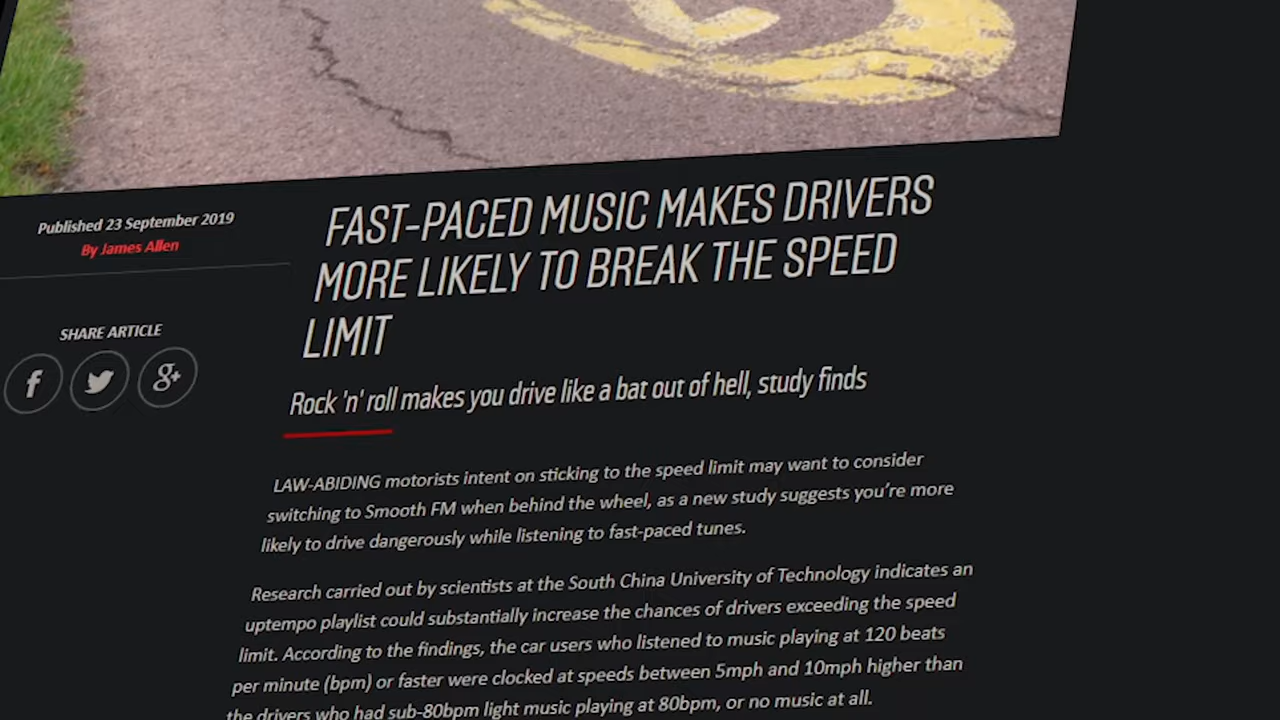 Published 23 September 2019
By James Allen
SHARE ARTICLE
f
g+
FAST-PACED MUSIC MAKES DRIVERS
MORE LIKELY TO BREAK THE SPEED
LIMIT
Rock 'n' roll makes you drive like a bat out of hell, study finds
LAW-ABIDING motorists intent on sticking to the speed limit may want to consider
switching to Smooth FM when behind the wheel, as a new study suggests you’re more
likely to drive dangerously while listening to fast-paced tunes.
Research carried out by scientists at the South China University of Technology indicates an
uptempo playlist could substantially increase the chances of drivers exceeding the speed
limit. According to the findings, the car users who listened to music playing at 120 beats
per minute (bpm) or faster were clocked at speeds between 5mph and 10mph higher than
the drivers who had sub-80bpm light music playing at 80bpm, or no music at all.